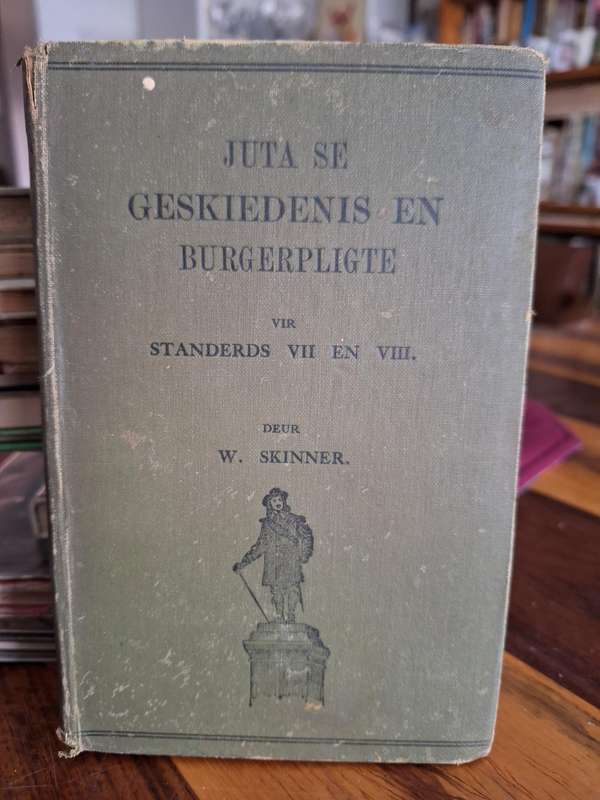 JUTA SE
GESKIEDENIS EN
BURGERPLIGTE
VIR
STANDERDS VII EN VIII.
DEUR
W. SKINNER.